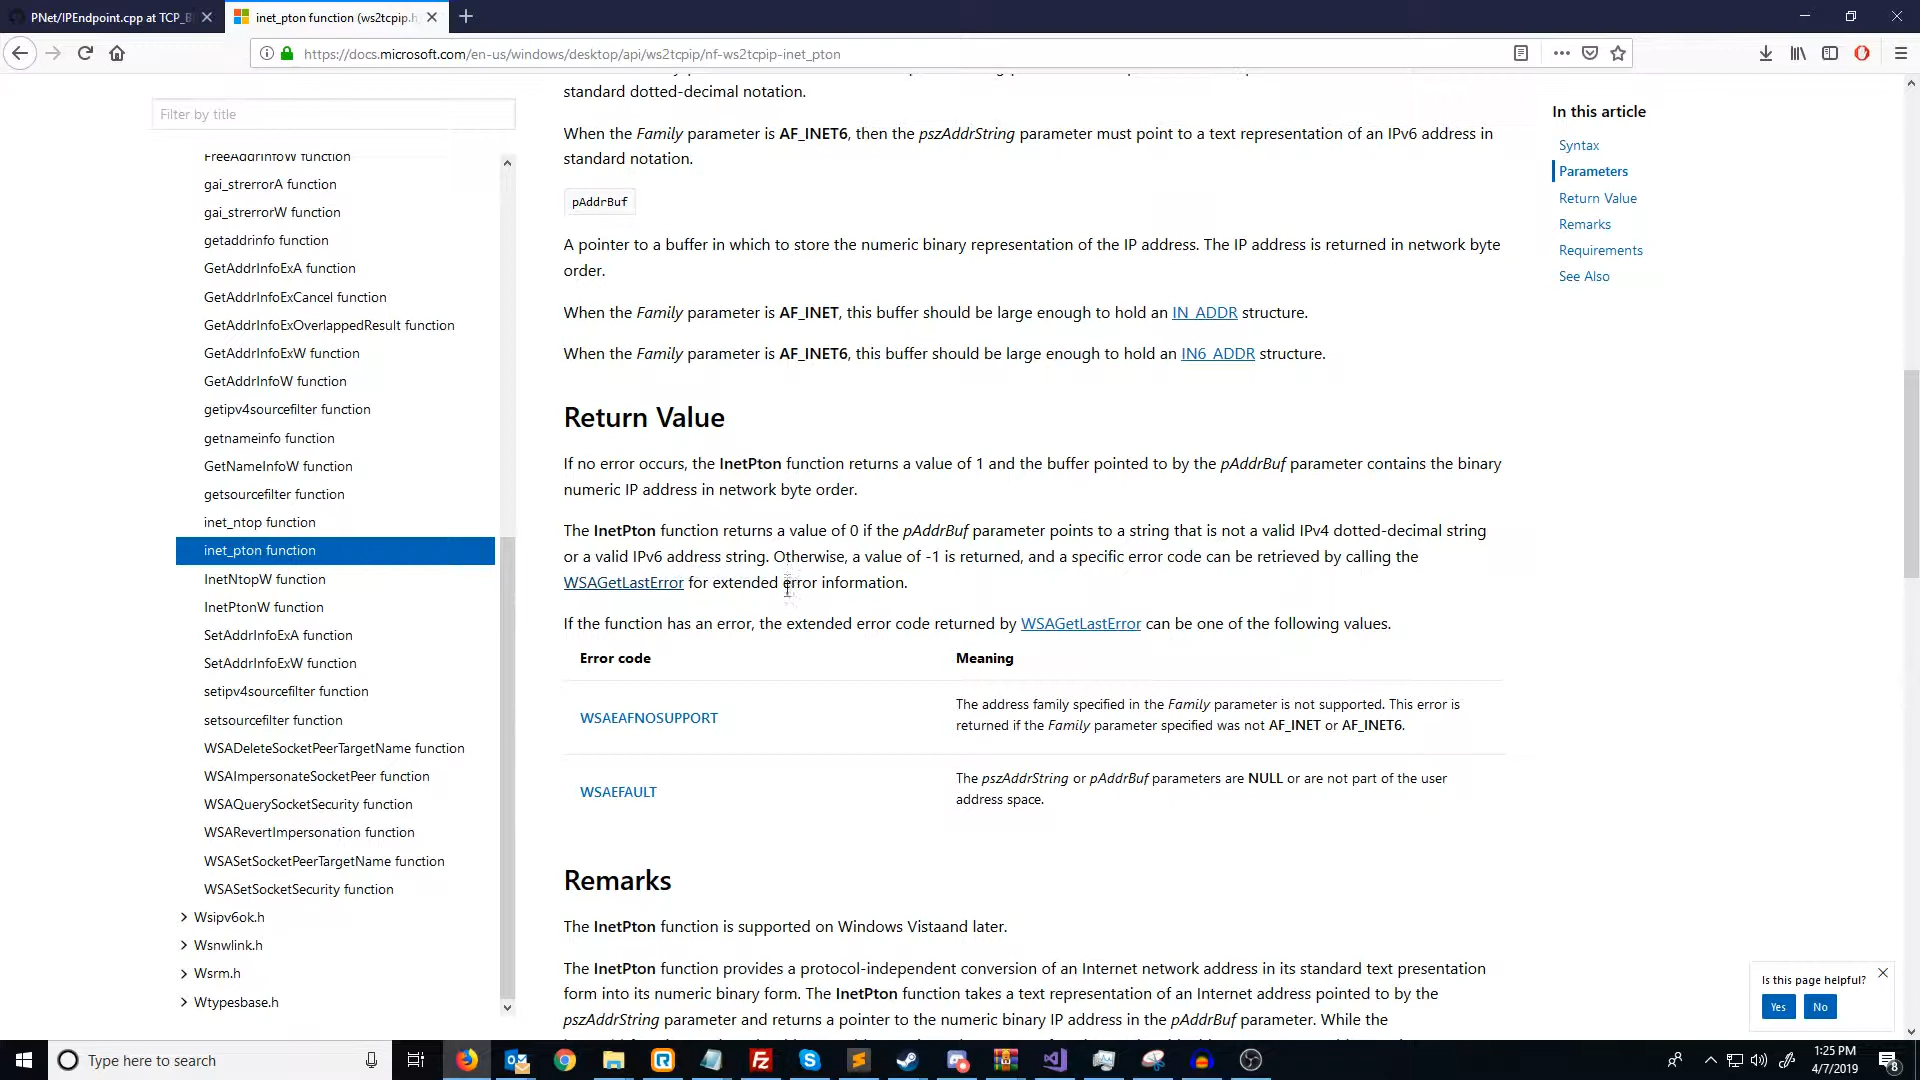 PNet/IPEndpoint.cpp at TCP_B
inet_pton function (ws2tcpip.h
https://docs.microsoft.com/en-us/windows/desktop/api/ws2tcpip/nf-ws2tcpip-inet_pton
Filter by title
FreeAddrInfoW function
gai_strerrorA function
gai_strerrorW function
getaddrinfo function
GetAddrInfoExA function
GetAddrInfoExCancel function
GetAddrInfoExOverlappedResult function
GetAddrInfoExW function
GetAddrInfoW function
getipv4sourcefilter function
getnameinfo function
GetNameInfoW function
getsourcefilter function
inet_ntop function
inet_pton function
InetNtopW function
InetPtonW function
SetAddrInfoExA function
SetAddrInfoExW function
setipv4sourcefilter function
setsourcefilter function
WSADeleteSocketPeerTargetName function
WSAImpersonateSocketPeer function
WSAQuerySocketSecurity function
WSARevertImpersonation function
WSASetSocketPeerTargetName function
WSASetSocketSecurity function
Wsipv6ok.h
Wsnwlink.h
Wsrm.h
Wtypesbase.h
standard dotted-decimal notation.
When the Family parameter is AF_INET6, then the pszAddrString parameter must point to a text representation of an IPv6 address in
standard notation.
pAddrBuf
A pointer to a buffer in which to store the numeric binary representation of the IP address. The IP address is returned in network byte
order.
When the Family parameter is AF_INET, this buffer should be large enough to hold an IN_ADDR structure.
When the Family parameter is AF_INET6, this buffer should be large enough to hold an IN6_ADDR structure.
Return Value
If no error occurs, the InetPton function returns a value of 1 and the buffer pointed to by the pAddrBuf parameter contains the binary
numeric IP address in network byte order.
The InetPton function returns a value of 0 if the pAddrBuf parameter points to a string that is not a valid IPv4 dotted-decimal string
or a valid IPv6 address string. Otherwise, a value of -1 is returned, and a specific error code can be retrieved by calling the
WSAGetLastError for extended error information.
If the function has an error, the extended error code returned by WSAGetLastError can be one of the following values.
Error code Meaning
WSAEAFNOSUPPORT
The address family specified in the Family parameter is not supported. This error is
returned if the Family parameter specified was not AF_INET or AF_INET6.
WSAEFAULT
The pszAddrString or pAddrBuf parameters are NULL or are not part of the user
address space.
Remarks
The InetPton function is supported on Windows Vistaand later.
The InetPton function provides a protocol-independent conversion of an Internet network address in its standard text presentation
form into its numeric binary form. The InetPton function takes a text representation of an Internet address pointed to by the
pszAddrString parameter and returns a pointer to the numeric binary IP address in the pAddrBuf parameter. While the
In this article
Syntax
Parameters
Return Value
Remarks
Requirements
See Also
Is this page helpful?
Yes No
Type here to search
1:25 PM
4/7/2019
8